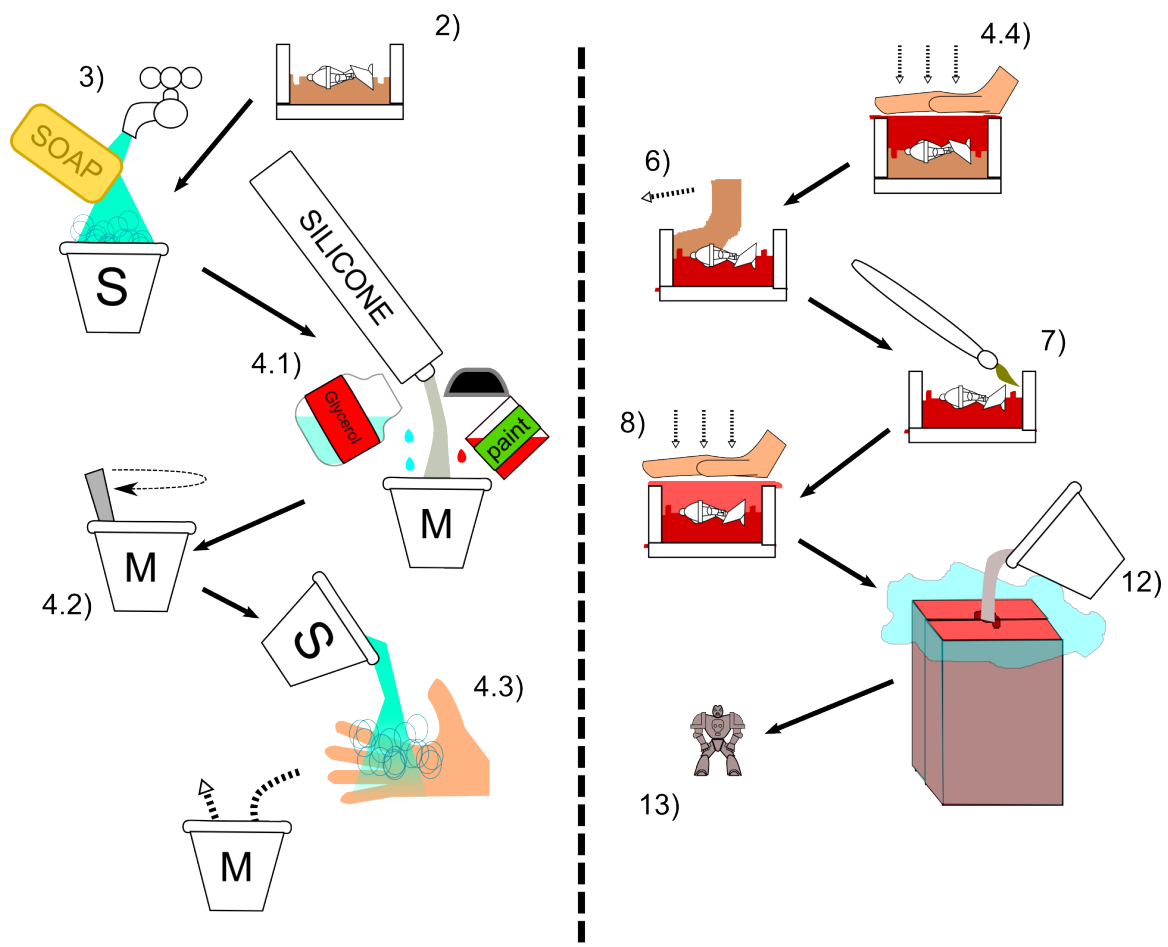 2)
3)
SOAP
S
SILICONE
4.1)
Glycerol
paint
M
4.2)
M
S
4.3)
M
4.4)
6)
7)
8)
12)
13)